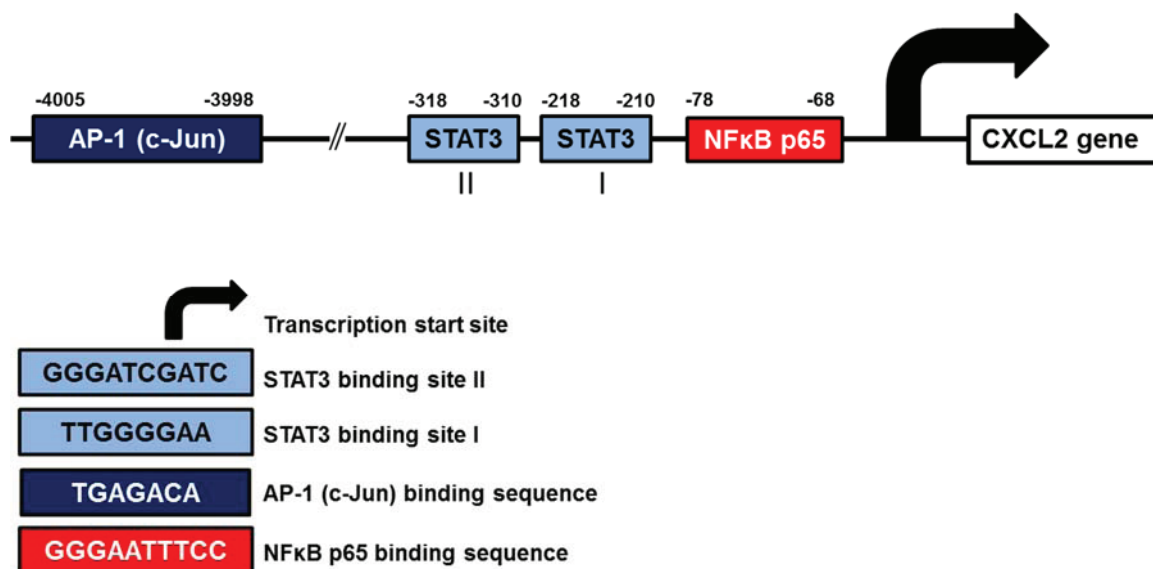 -4005 -3998 -318 -310 -218 -210 -78 -68
AP-1 (c-Jun) // STAT3 STAT3 NFκB p65 CXCL2 gene
II I
Transcription start site
GGGATCGATC STAT3 binding site II
TTGGGGAA STAT3 binding site I
TGAGACA AP-1 (c-Jun) binding sequence
GGGAATTTCC NFκB p65 binding sequence